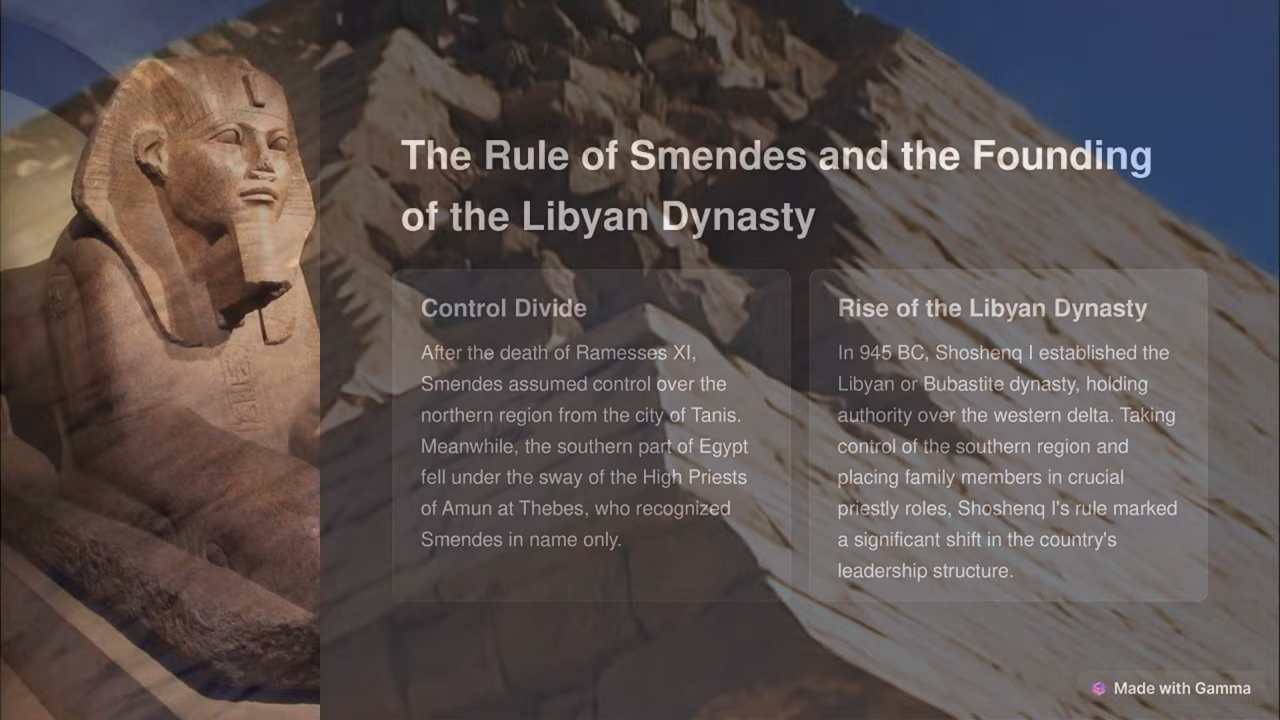 The Rule of Smendes and the Founding
of the Libyan Dynasty
Control Divide
After the death of Ramesses XI,
Smendes assumed control over the
northern region from the city of Tanis.
Meanwhile, the southern part of Egypt
fell under the sway of the High Priests
of Amun at Thebes, who recognized
Smendes in name only.
Rise of the Libyan Dynasty
In 945 BC, Shoshenq I established the
Libyan or Bubastite dynasty, holding
authority over the western delta. Taking
control of the southern region and
placing family members in crucial
priestly roles, Shoshenq I's rule marked
a significant shift in the country's
leadership structure.
Made with Gamma